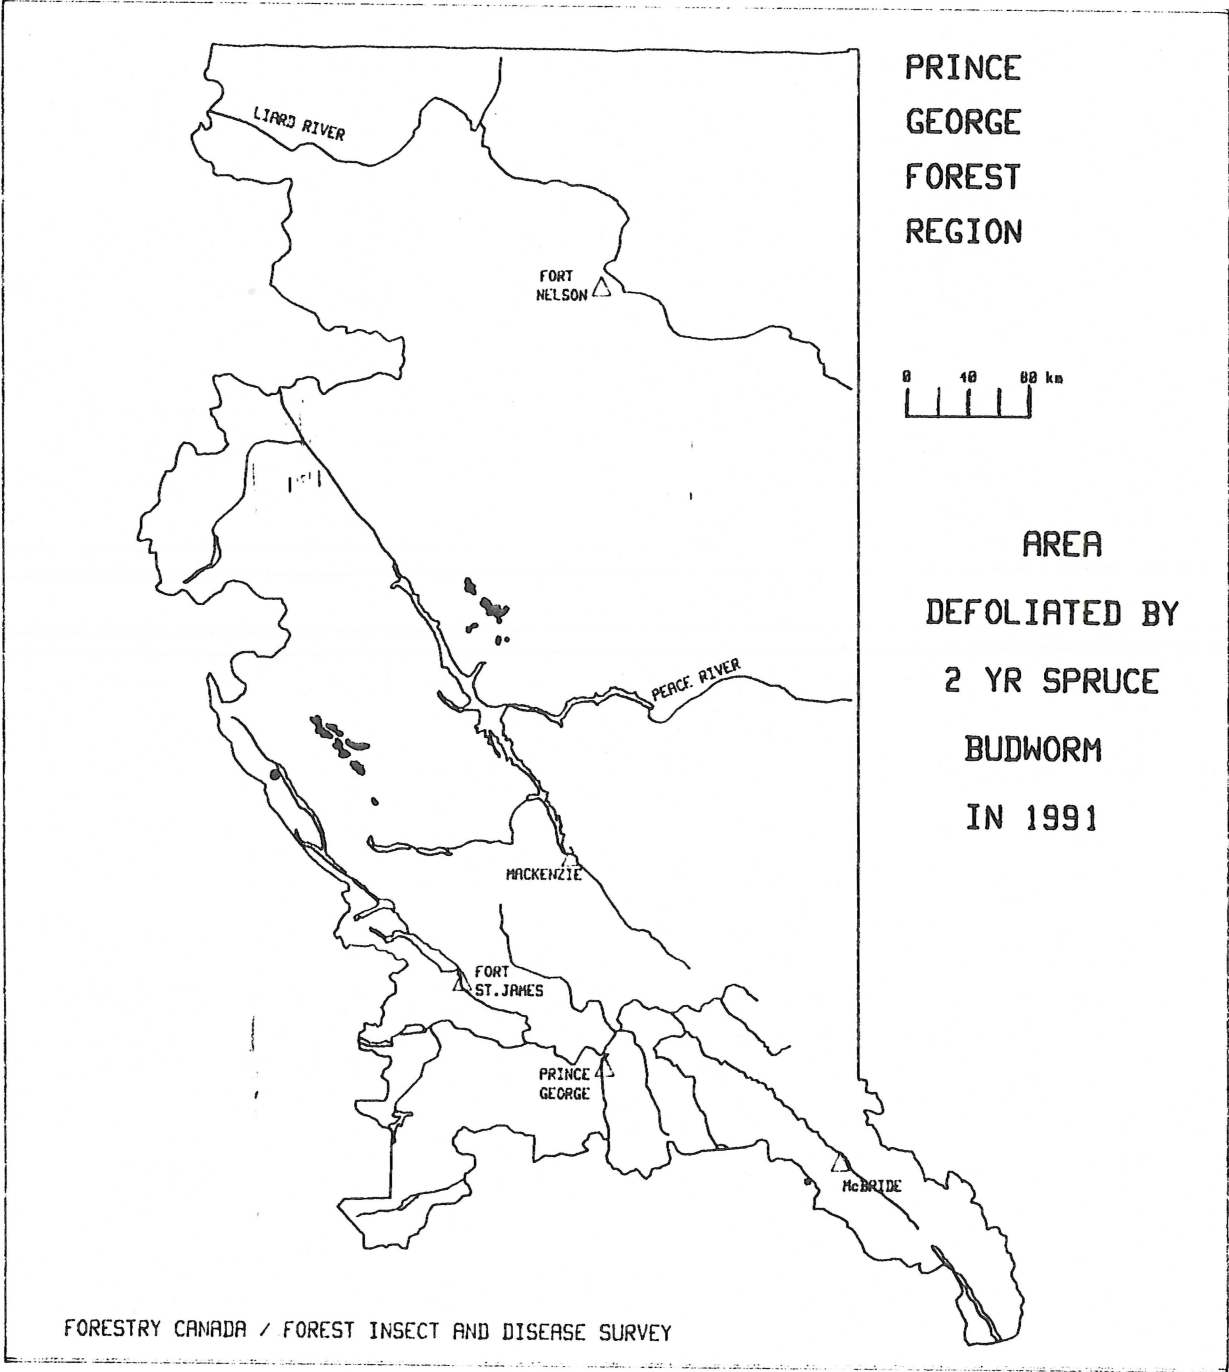 PRINCE
GEORGE
FOREST
REGION
LIARD RIVER
FORT
NELSON
0 40 80 km
AREA
DEFOLIATED BY
2 YR SPRUCE
BUDWORM
IN 1991
PEACE RIVER
MACKENZIE
FORT
ST.JAMES
PRINCE
GEORGE
McBRIDE
FORESTRY CANADA / FOREST INSECT AND DISEASE SURVEY